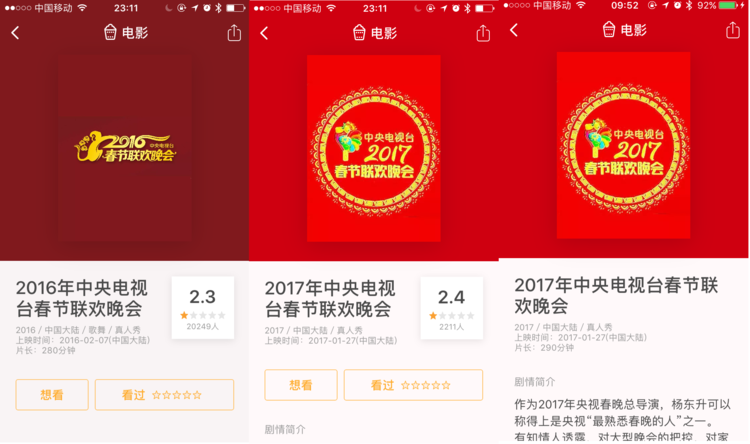 中国移动 23:11
电影
2016
中央电视台
春节联欢晚会
2016年中央电视
台春节联欢晚会
2.3
20249人
2016 / 中国大陆 / 歌舞 / 真人秀
上映时间: 2016-02-07(中国大陆)
片长: 280分钟
想看
看过 ☆☆☆☆☆
中国移动 23:11
电影
中央电视台
2017
春节联欢晚会
2017年中央电视
台春节联欢晚会
2.4
2211人
2017 / 中国大陆 / 真人秀
上映时间: 2017-01-27(中国大陆)
想看
看过 ☆☆☆☆☆
剧情简介
中国移动 09:52 92%
电影
中央电视台
2017
春节联欢晚会
2017年中央电视台春节联
欢晚会
2017 / 中国大陆 / 真人秀
上映时间: 2017-01-27(中国大陆)
片长: 290分钟
剧情简介
作为2017年央视春晚总导演，杨东升可以
称得上是央视“最熟悉春晚的人”之一。
有知情人透露，对大型晚会的把控，对家